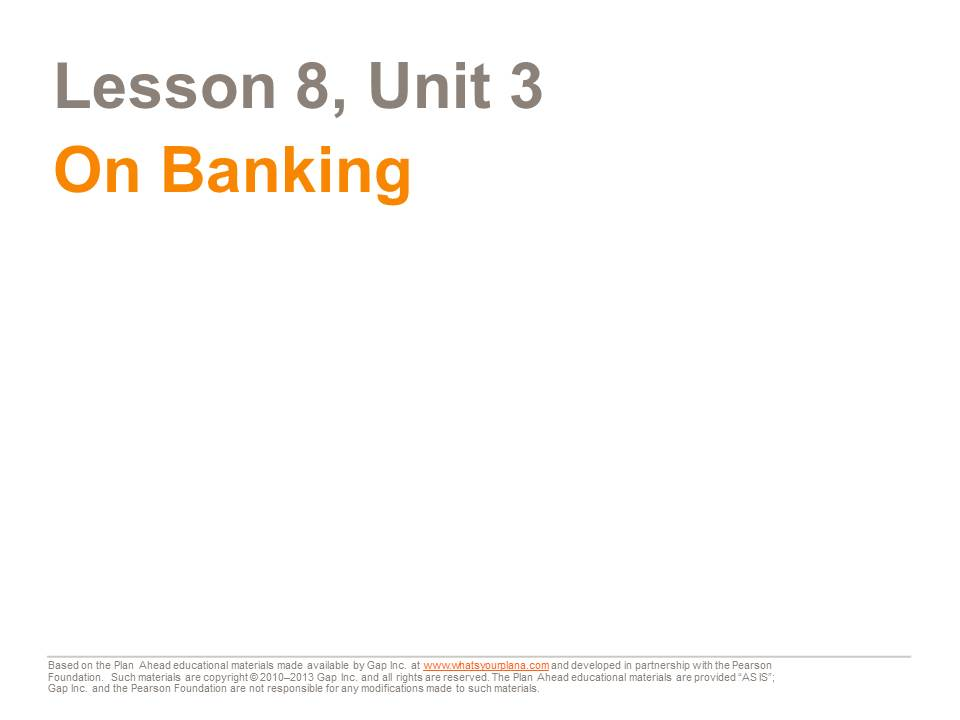 Lesson 8, Unit 3
On Banking
Based on the Plan Ahead educational materials made available by Gap Inc. at www.whatsyourplana.com and developed in partnership with the Pearson
Foundation. Such materials are copyright © 2010–2013 Gap Inc. and all rights are reserved. The Plan Ahead educational materials are provided “AS IS”;
Gap Inc. and the Pearson Foundation are not responsible for any modifications made to such materials.